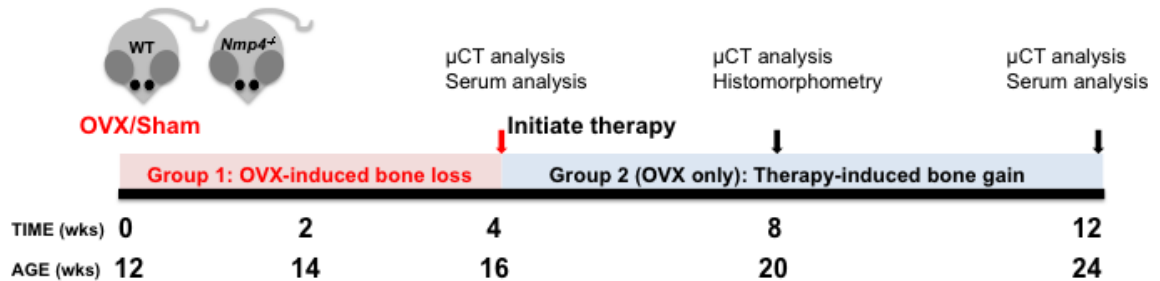 WT
Nmp4-/-
µCT analysis
Serum analysis
µCT analysis
Histomorphometry
µCT analysis
Serum analysis
OVX/Sham
Initiate therapy
Group 1: OVX-induced bone loss
Group 2 (OVX only): Therapy-induced bone gain
TIME (wks) 0 2 4 8 12
AGE (wks) 12 14 16 20 24